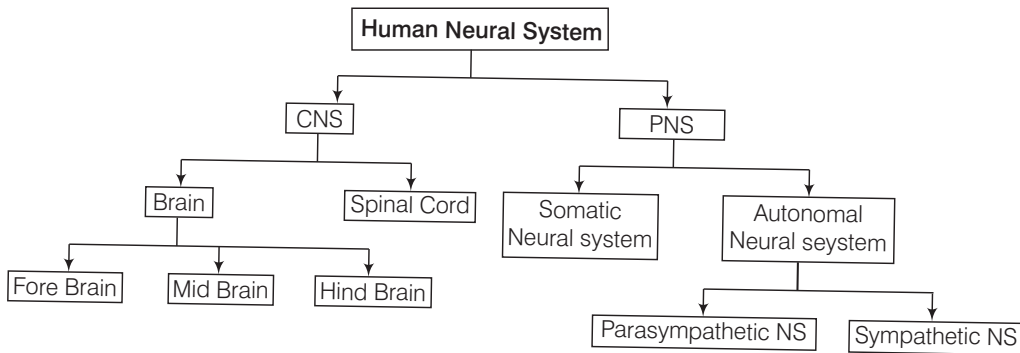 Human Neural System
CNS
PNS
Brain
Spinal Cord
Somatic
Neural system
Autonomal
Neural seystem
Fore Brain
Mid Brain
Hind Brain
Parasympathetic NS
Sympathetic NS